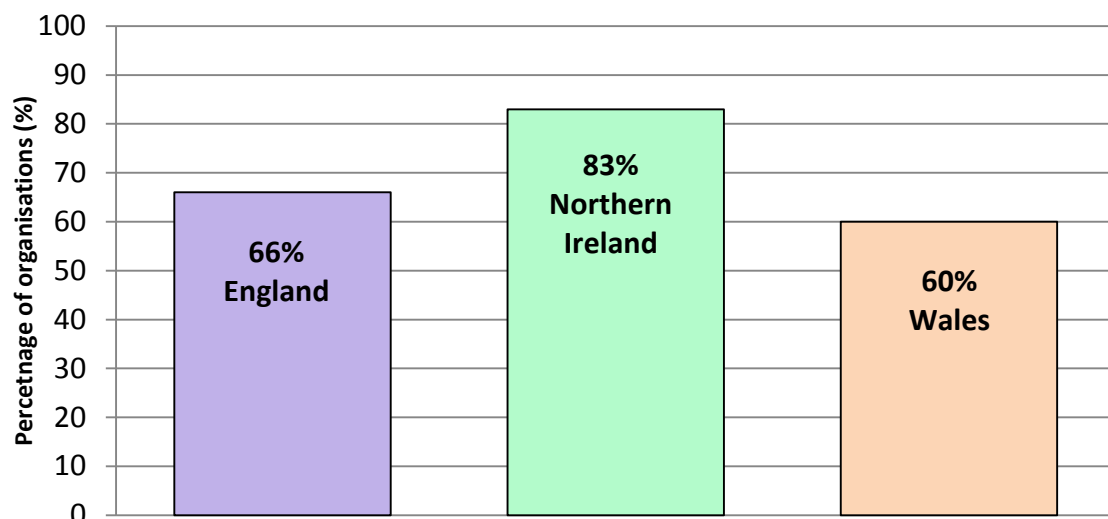 Percetnage of organisations (%)
100
90
80
70
60
50
40
30
20
10
0
66%
England
83%
Northern
Ireland
60%
Wales